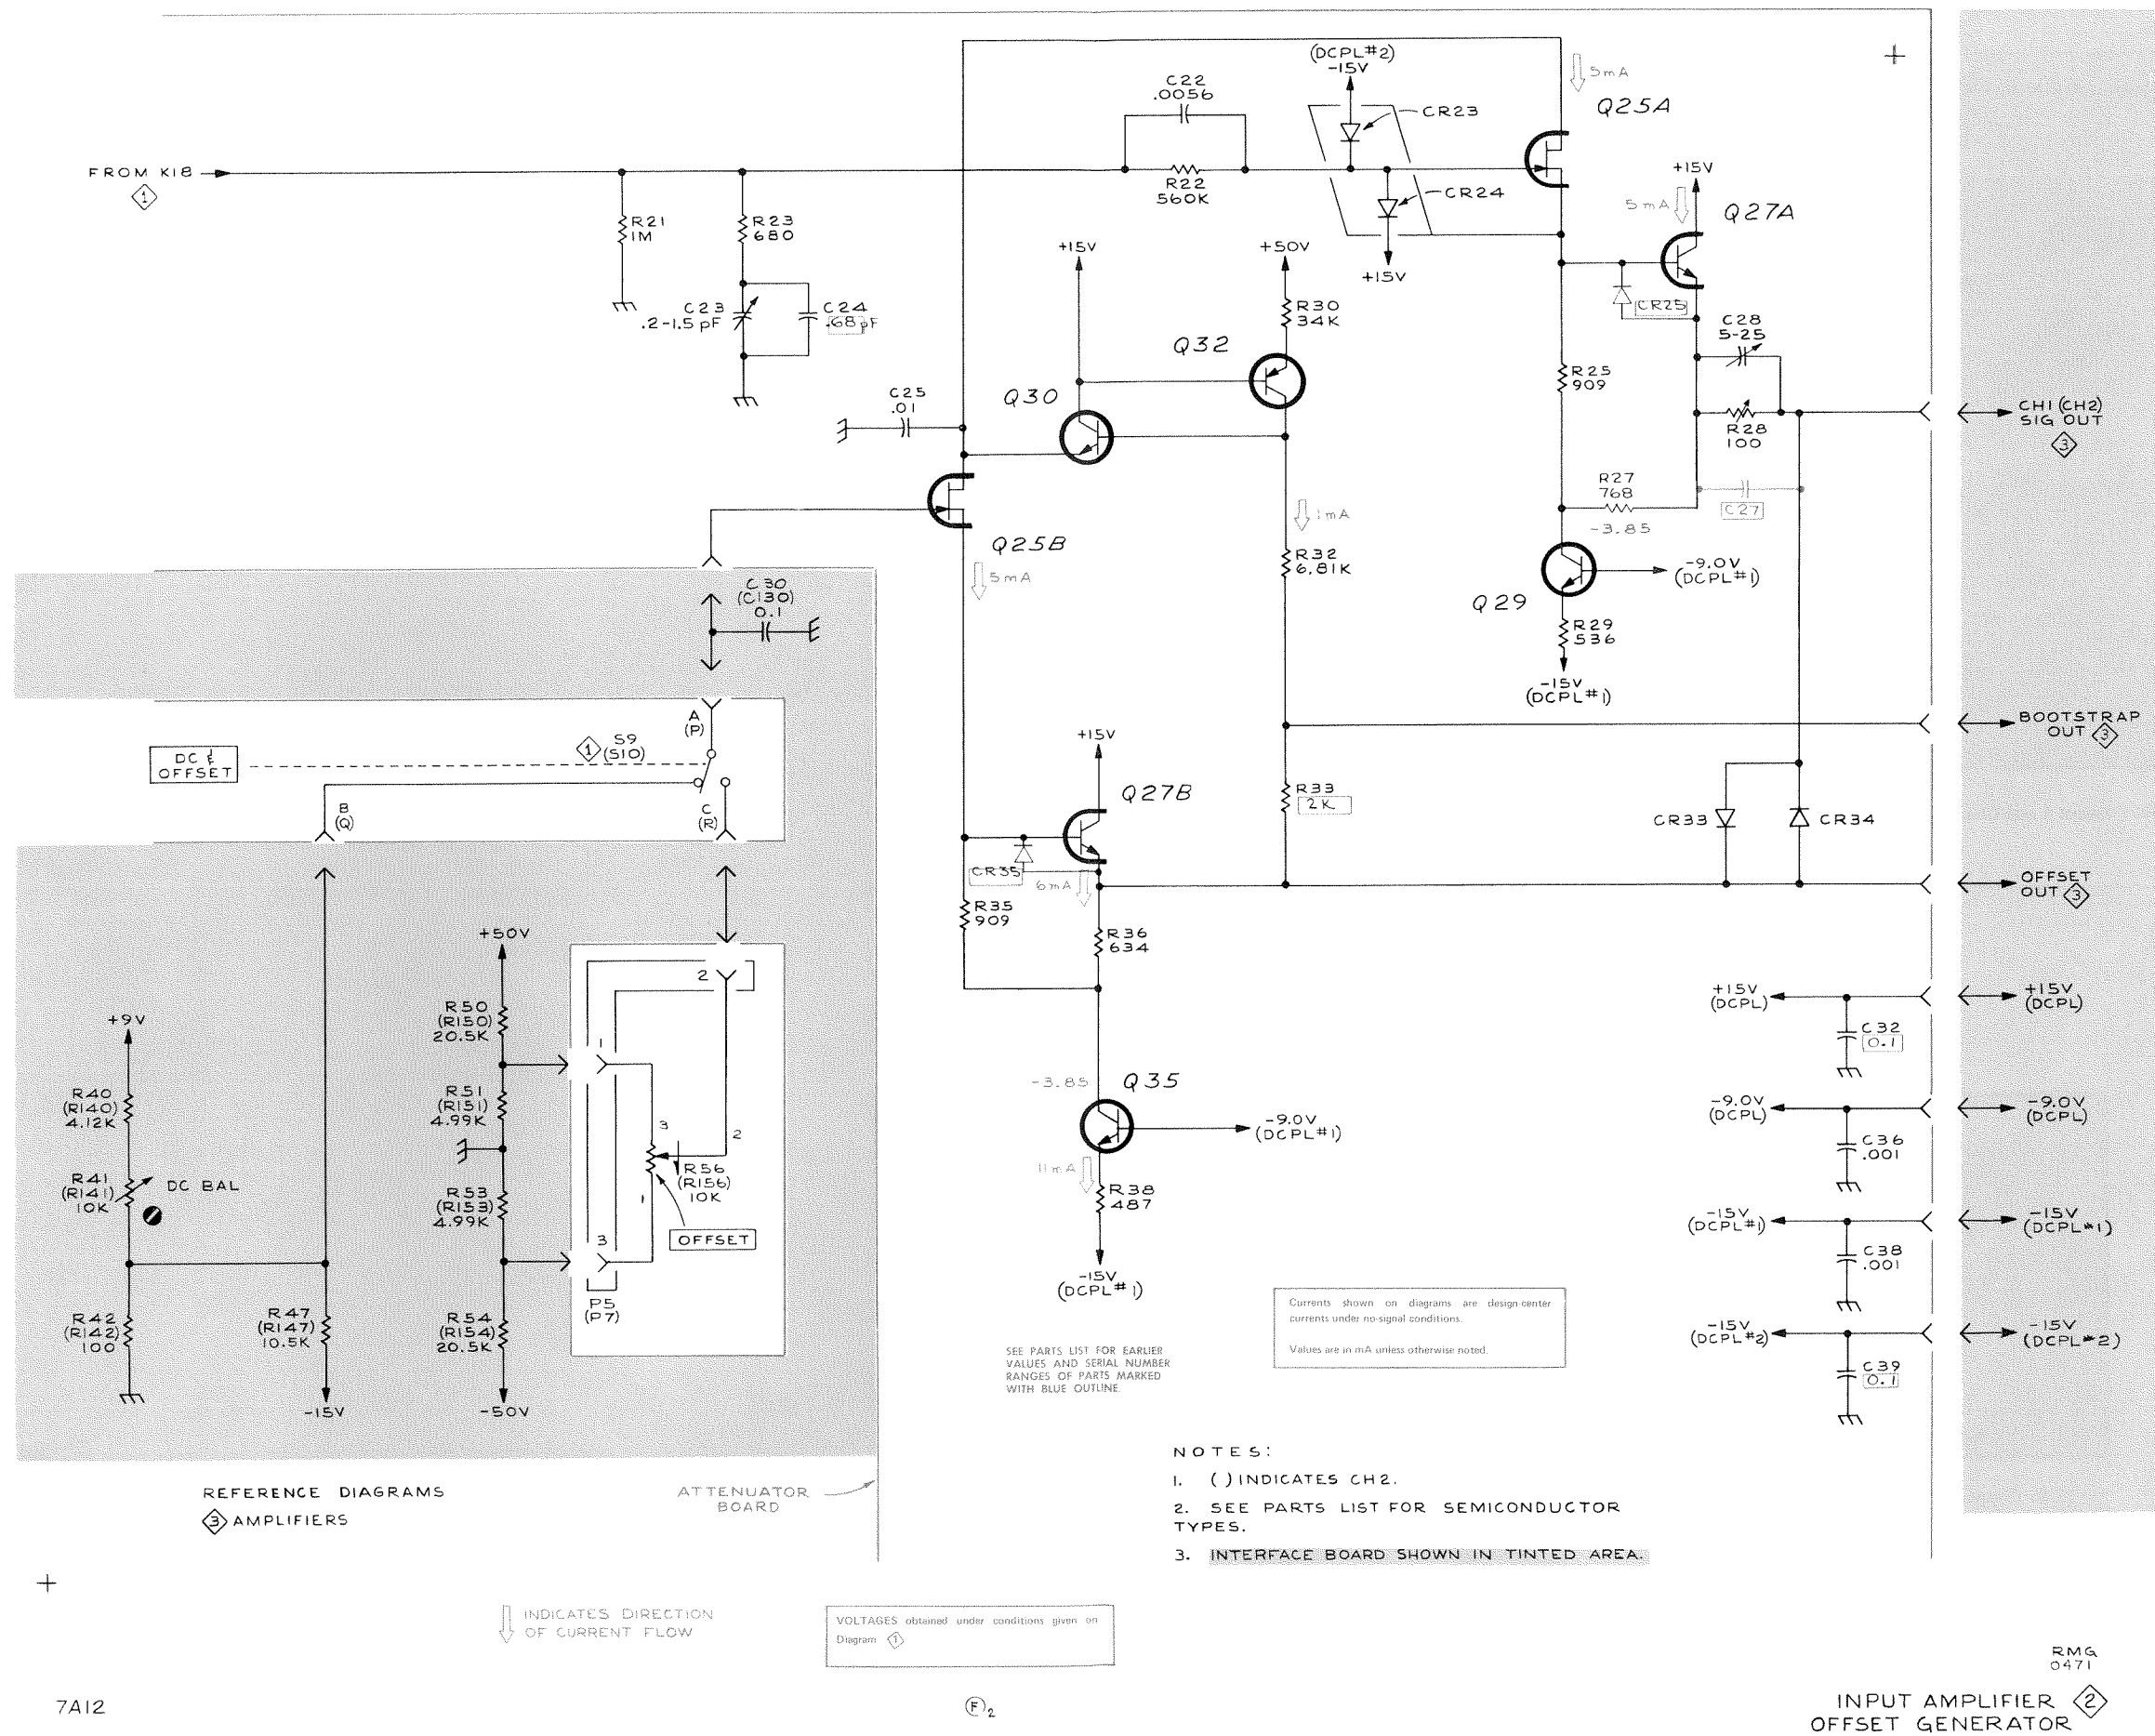 (DCPL#2)
-15V
5mA
Q25A
C22
.0056
CR23
FROM K18
1
R22
560K
CR24
+15V
5mA
Q27A
R21
1M
R23
680
+15V
+50V
+15V
C23
.2-1.5pF
C24
.68pF
R30
34K
CR25
C28
5-25
Q32
Q30
R25
909
C25
.01
R28
100
CH1 (CH2)
SIG OUT
3
R27
768
-3.85
C27
Q25B
5mA
1mA
R32
6.81K
-9.0V
(DCPL#1)
Q29
R29
536
-15V
(DCPL#1)
C30
(C130)
0.1
A
(P)
DC &
OFFSET
1
S9
(S10)
BOOTSTRAP
OUT 3
+15V
Q27B
R33
2K
CR33
CR34
B
(Q)
C
(R)
CR35
6mA
OFFSET
OUT 3
R35
909
R36
634
+50V
2
+15V
(DCPL)
+15V
(DCPL)
C32
0.1
+9V
R50
(R150)
20.5K
1
R40
(R140)
4.12K
R51
(R151)
4.99K
3
2
-3.85
Q35
-9.0V
(DCPL#1)
-9.0V
(DCPL)
-9.0V
(DCPL)
C36
.001
R41
(R141)
10K
DC BAL
R53
(R153)
4.99K
R56
(R156)
10K
1
OFFSET
3
11mA
R38
487
-15V
(DCPL#1)
-15V
(DCPL#1)
-15V
(DCPL#1)
C38
.001
R42
(R142)
100
R47
(R147)
10.5K
R54
(R154)
20.5K
P5
(P7)
-15V
-50V
-15V
(DCPL#2)
-15V
(DCPL#2)
C39
0.1
SEE PARTS LIST FOR EARLIER
VALUES AND SERIAL NUMBER
RANGES OF PARTS MARKED
WITH BLUE OUTLINE.
Currents shown on diagrams are design-center
currents under no-signal conditions.
Values are in mA unless otherwise noted.
REFERENCE DIAGRAMS
3 AMPLIFIERS
ATTENUATOR
BOARD
NOTES:
1. ( ) INDICATES CH2.
2. SEE PARTS LIST FOR SEMICONDUCTOR
TYPES.
3. INTERFACE BOARD SHOWN IN TINTED AREA.
INDICATES DIRECTION
OF CURRENT FLOW
VOLTAGES obtained under conditions given on
Diagram 1
RMG
0471
7A12
F 2
INPUT AMPLIFIER 2
OFFSET GENERATOR